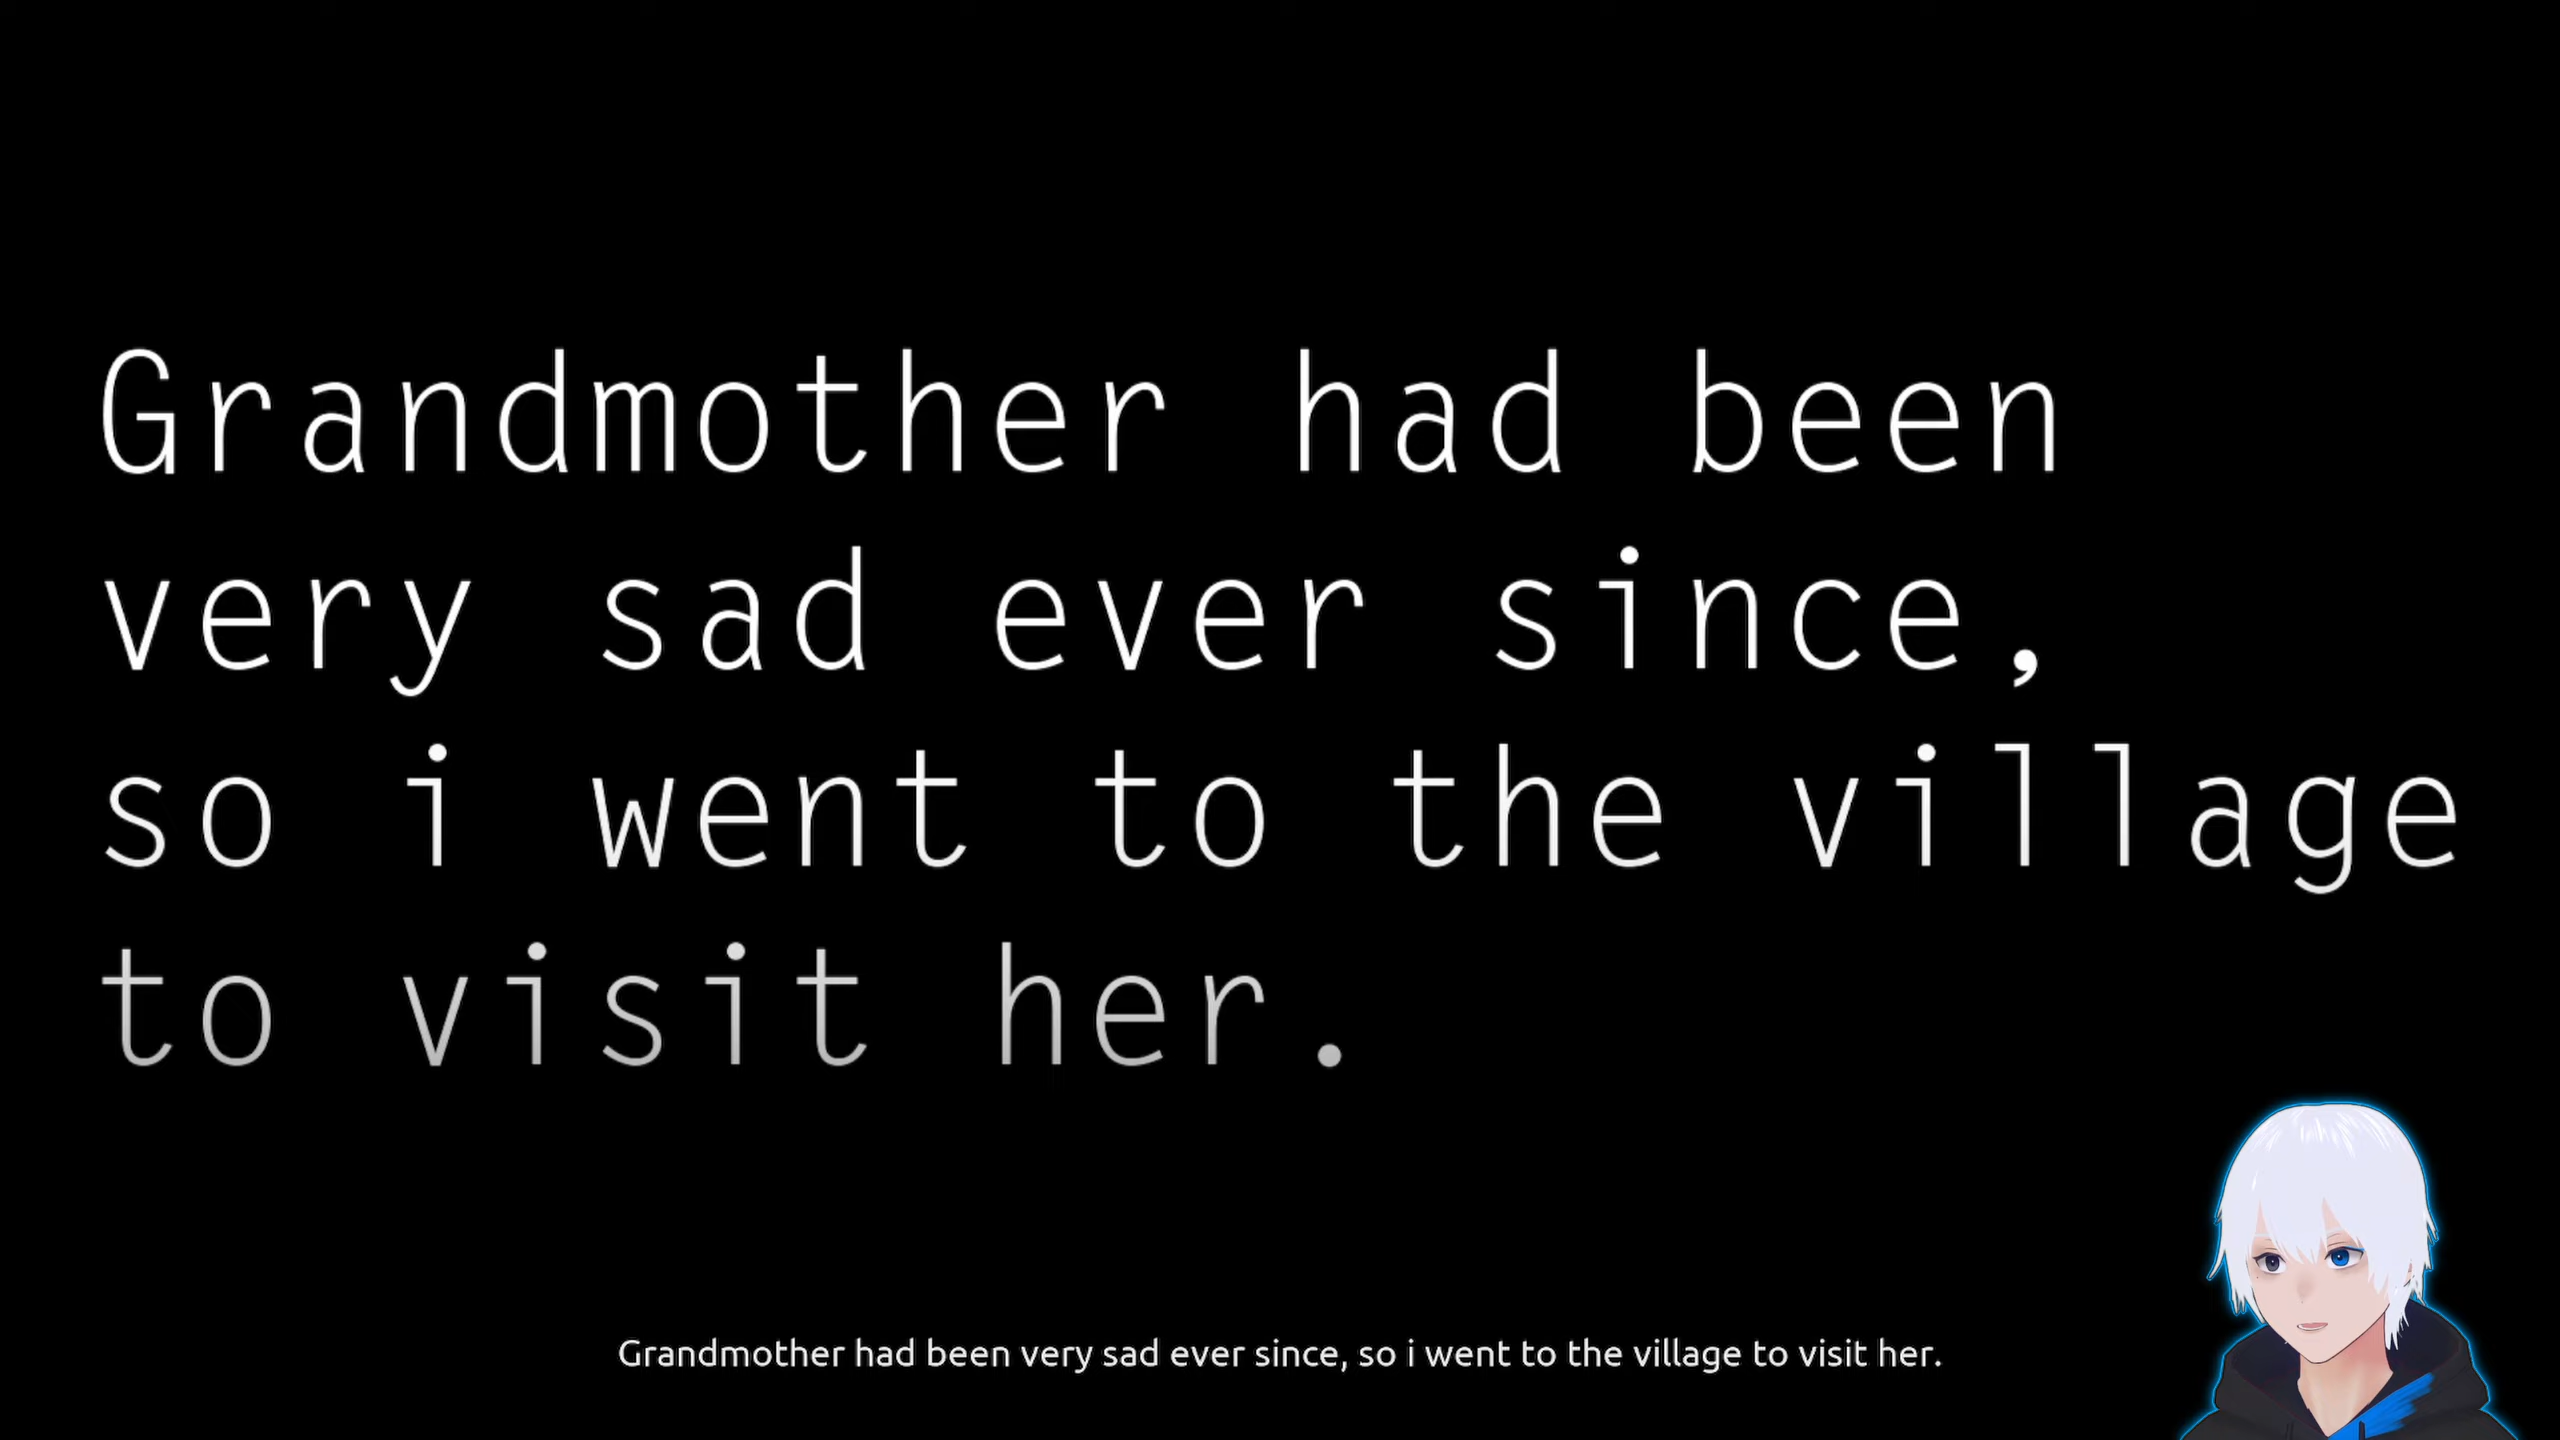 Grandmother had been
very sad ever since,
so i went to the village
to visit her.
Grandmother had been very sad ever since, so i went to the village to visit her.